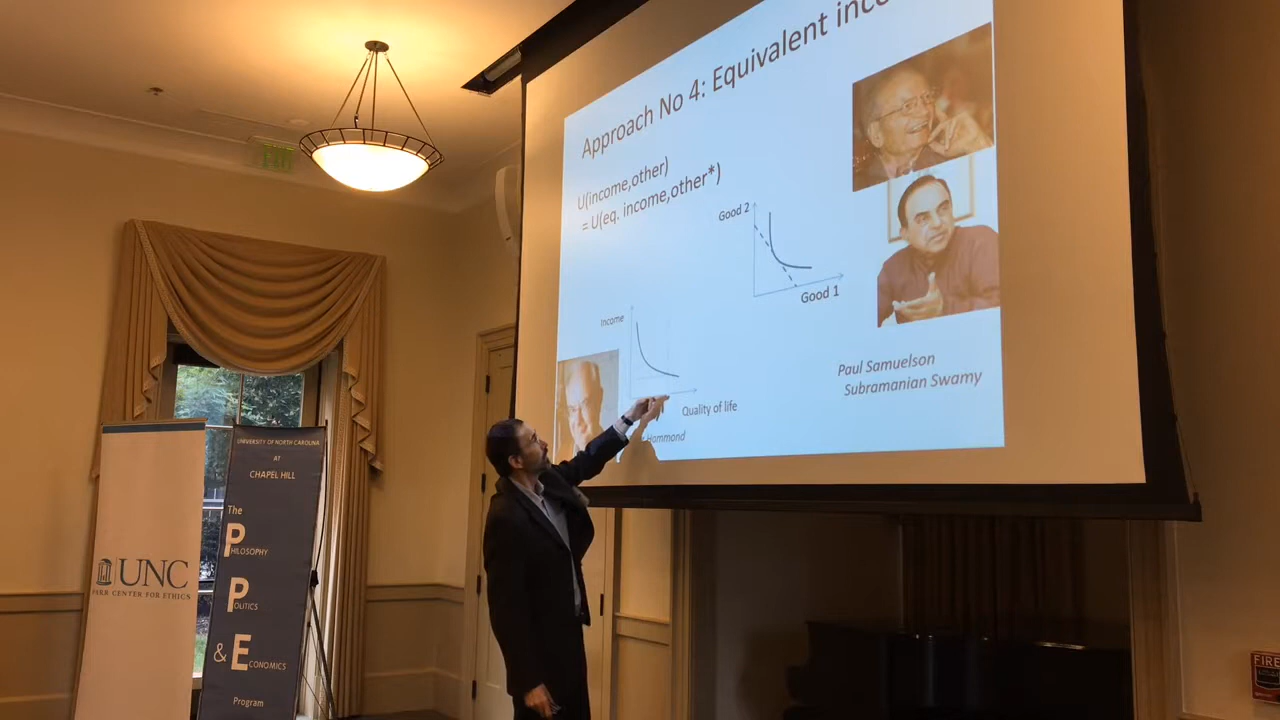 Approach No 4: Equivalent
U(income,other)
= U(eq. income,other*)
Good 2
Good 1
Income
Quality of life
Hammond
Paul Samuelson
Subramanian Swamy
UNC
PARR CENTER FOR ETHICS
UNIVERSITY OF NORTH CAROLINA
AT
CHAPEL HILL
The
PHILOSOPHY
POLITICS
& ECONOMICS
Program
FIRE